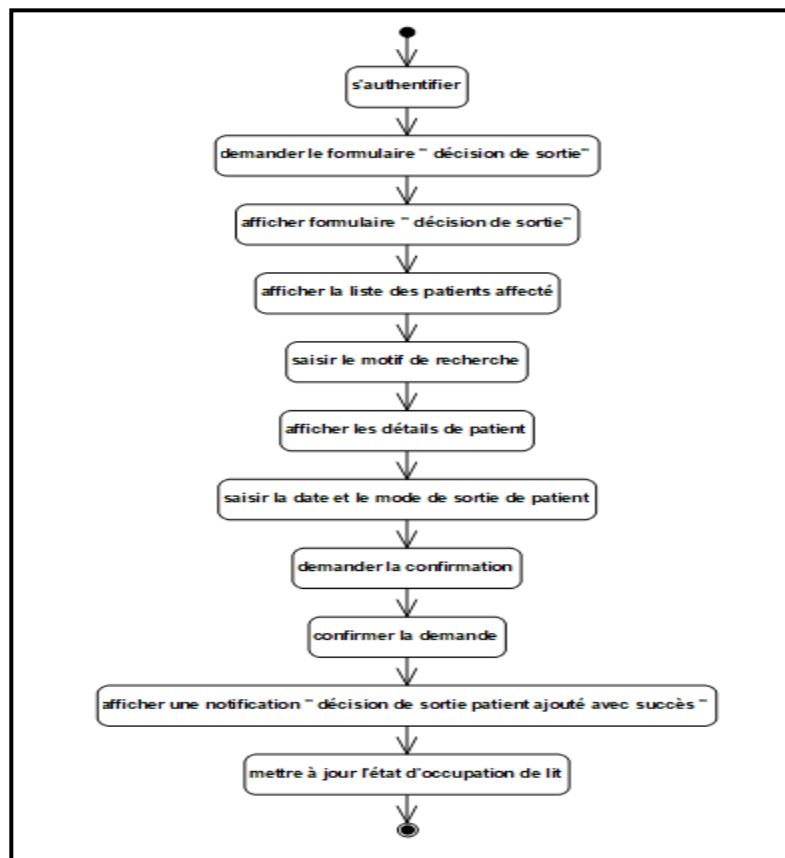 s'authentifier
demander le formulaire " décision de sortie"
afficher formulaire " décision de sortie"
afficher la liste des patients affecté
saisir le motif de recherche
afficher les détails de patient
saisir la date et le mode de sortie de patient
demander la confirmation
confirmer la demande
afficher une notification " décision de sortie patient ajouté avec succès "
mettre à jour l'état d'occupation de lit